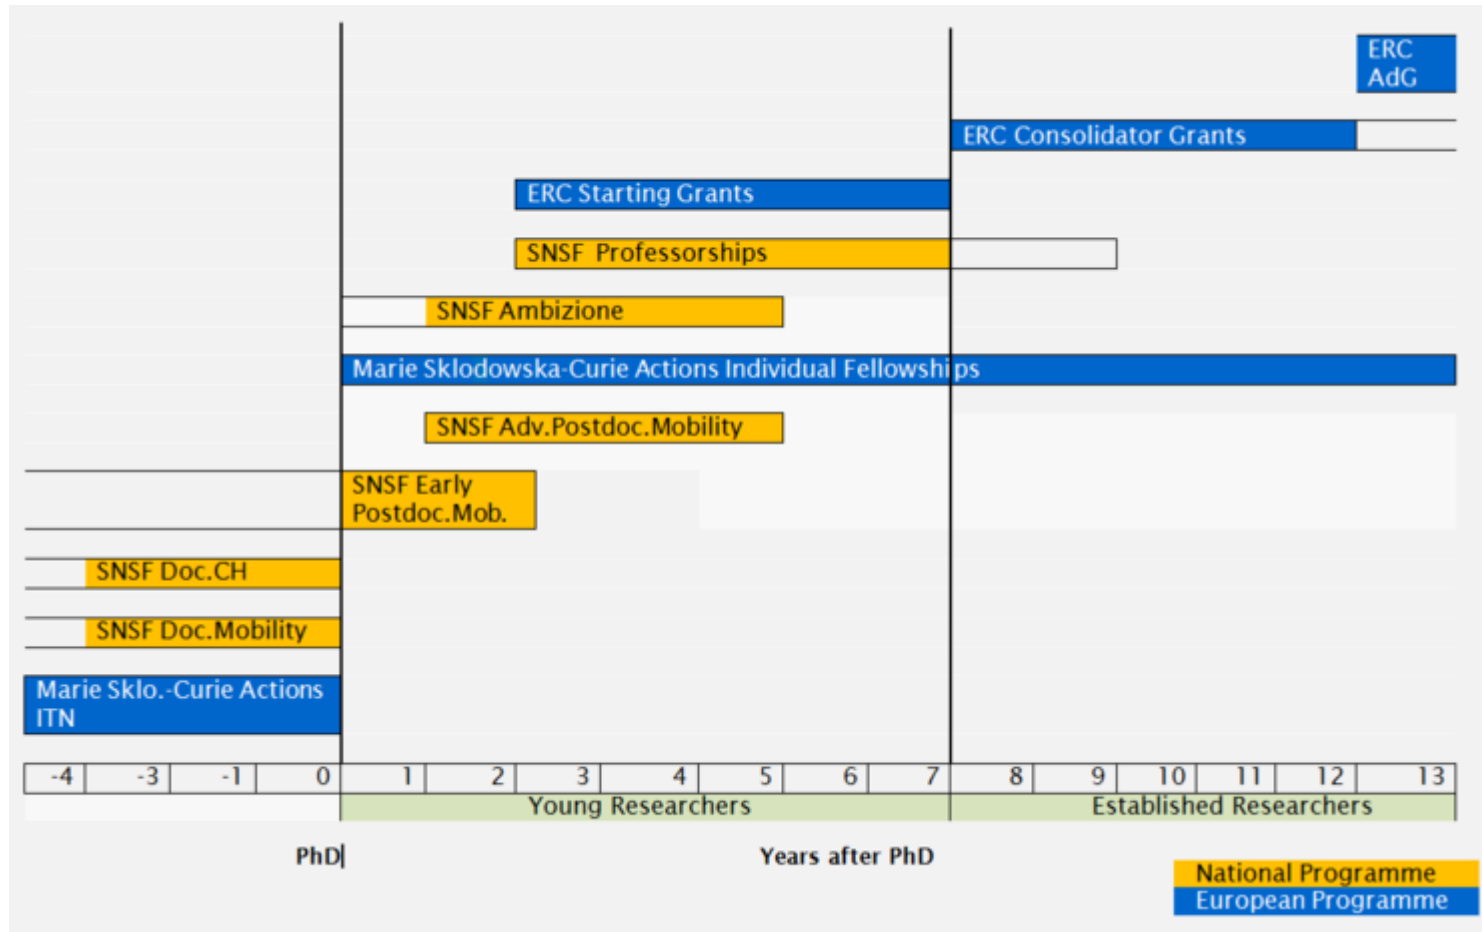 ERC
AdG
ERC Consolidator Grants
ERC Starting Grants
SNSF Professorships
SNSF Ambizione
Marie Sklodowska-Curie Actions Individual Fellowships
SNSF Adv.Postdoc.Mobility
SNSF Early
Postdoc.Mob.
SNSF Doc.CH
SNSF Doc.Mobility
Marie Sklo.-Curie Actions
ITN
-4 -3 -1 0 1 2 3 4 5 6 7 8 9 10 11 12 13
Young Researchers Established Researchers
PhD Years after PhD
National Programme
European Programme